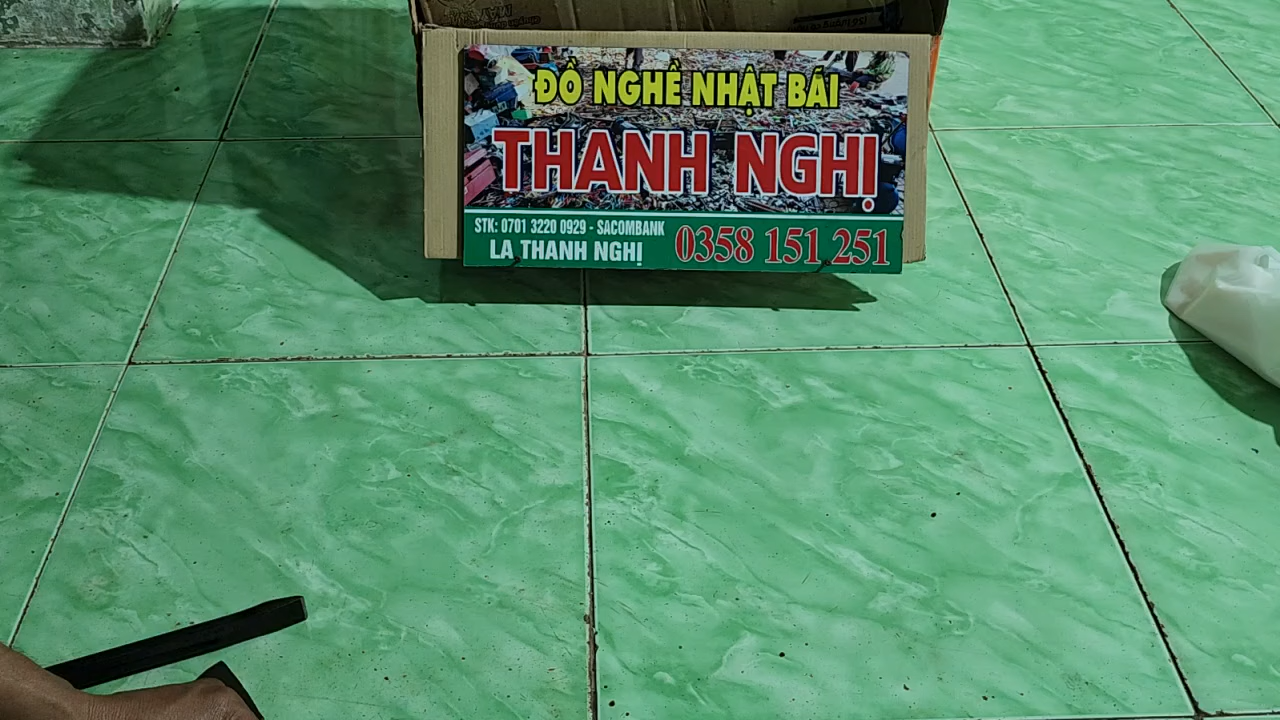 ĐỒ NGHỀ NHẬT BÃI
THANH NGHỊ
STK: 0701 3220 0929 - SACOMBANK
LA THANH NGHỊ
0358 151 251